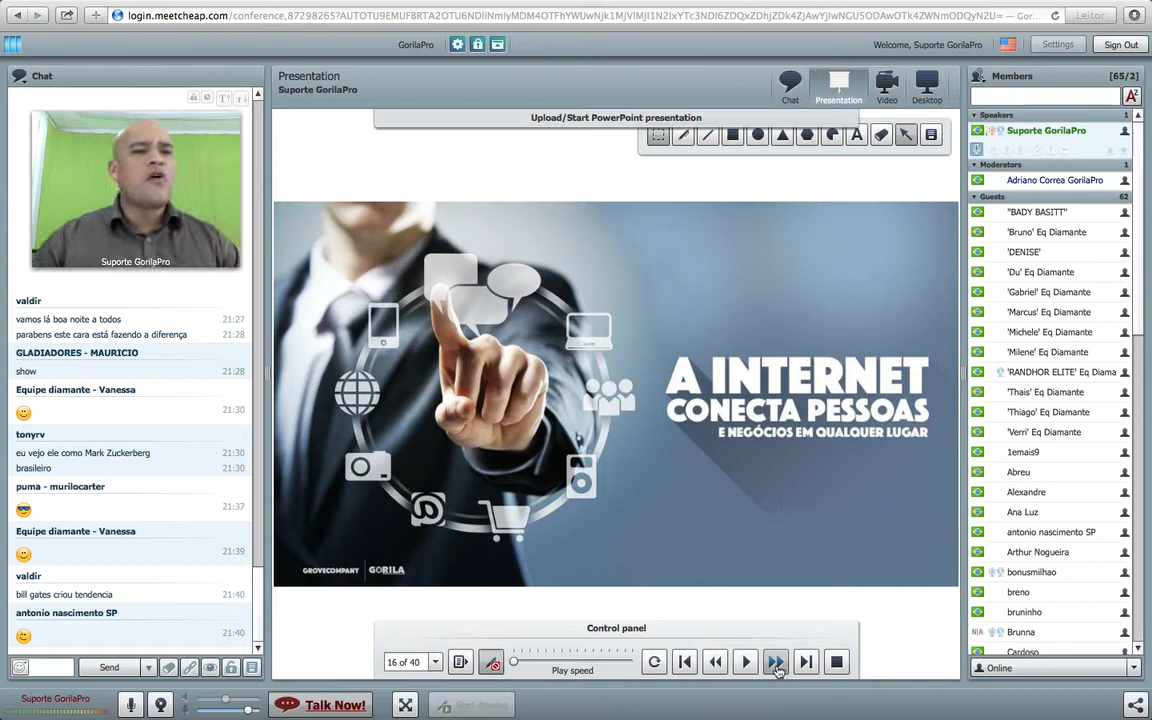 login.meetcheap.com/conference,87298265?AUTOTU9EMUFBRTA2OTU6NDliNmIyMDM4OTFhYWUwNjk1MjVlMjI1N2IxYTc3NDI6ZDQxZDhjZDk4ZjAwYjIwNGU5ODAwOTk4ZWNmODQyN2U= — Gor...
Leitor
GorilaPro
Welcome, Suporte GorilaPro
Settings
Sign Out
Chat
Suporte GorilaPro
valdir
vamos lá boa noite a todos 21:27
parabens este cara está fazendo a diferença 21:28
GLADIADORES - MAURICIO
show 21:28
Equipe diamante - Vanessa
21:30
tonyrv
eu vejo ele como Mark Zuckerberg 21:30
brasileiro 21:30
puma - murilocarter
21:37
Equipe diamante - Vanessa
21:39
valdir
bill gates criou tendencia 21:40
antonio nascimento SP
21:40
Send
Presentation
Suporte GorilaPro
Chat
Presentation
Video
Desktop
Upload/Start PowerPoint presentation
A INTERNET
CONECTA PESSOAS
E NEGÓCIOS EM QUALQUER LUGAR
GROVECOMPANY GORILA
Control panel
16 of 40
Play speed
Members [65/2]
Speakers 1
Suporte GorilaPro
Moderators 1
Adriano Correa GorilaPro
Guests 62
"BADY BASITT"
'Bruno" Eq Diamante
'DENISE'
'Du' Eq Diamante
'Gabriel" Eq Diamante
'Marcus" Eq Diamante
'Michele' Eq Diamante
'Milene' Eq Diamante
'RANDHOR ELITE' Eq Diama
'Thais' Eq Diamante
'Thiago' Eq Diamante
'Verri' Eq Diamante
1emais9
Abreu
Alexandre
Ana Luz
antonio nascimento SP
Arthur Nogueira
bonusmilhao
breno
bruninho
N/A Brunna
Cardoso
Online
Suporte GorilaPro
Talk Now!
Start drawing